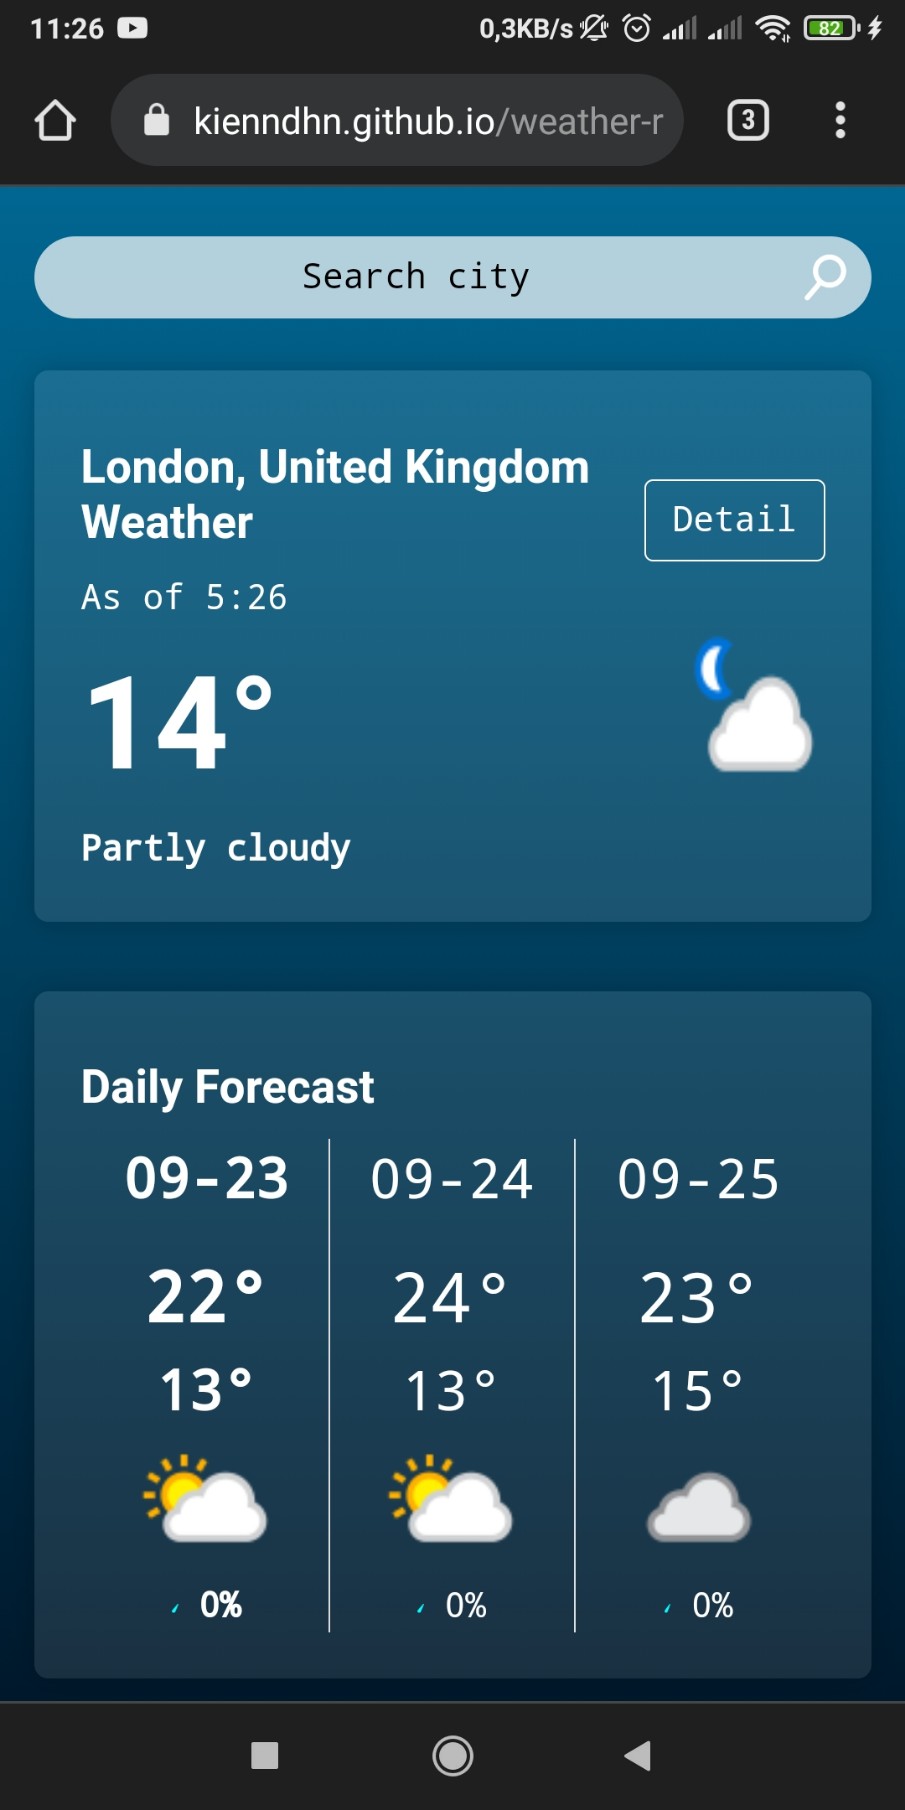 11:26 0,3KB/s 82
kienndhn.github.io/weather-r 3
Search city
London, United Kingdom
Weather
Detail
As of 5:26
14°
Partly cloudy
Daily Forecast
09-23 09-24 09-25
22° 24° 23°
13° 13° 15°
0% 0% 0%